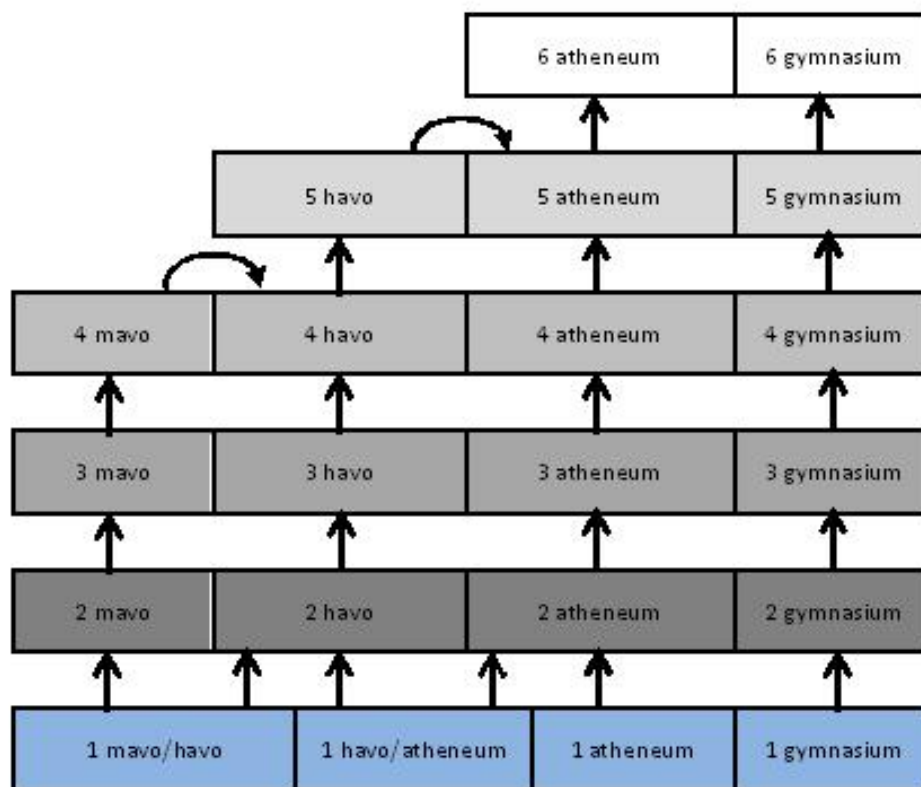 6 atheneum 6 gymnasium
5 havo 5 atheneum 5 gymnasium
4 mavo 4 havo 4 atheneum 4 gymnasium
3 mavo 3 havo 3 atheneum 3 gymnasium
2 mavo 2 havo 2 atheneum 2 gymnasium
1 mavo/havo 1 havo/atheneum 1 atheneum 1 gymnasium